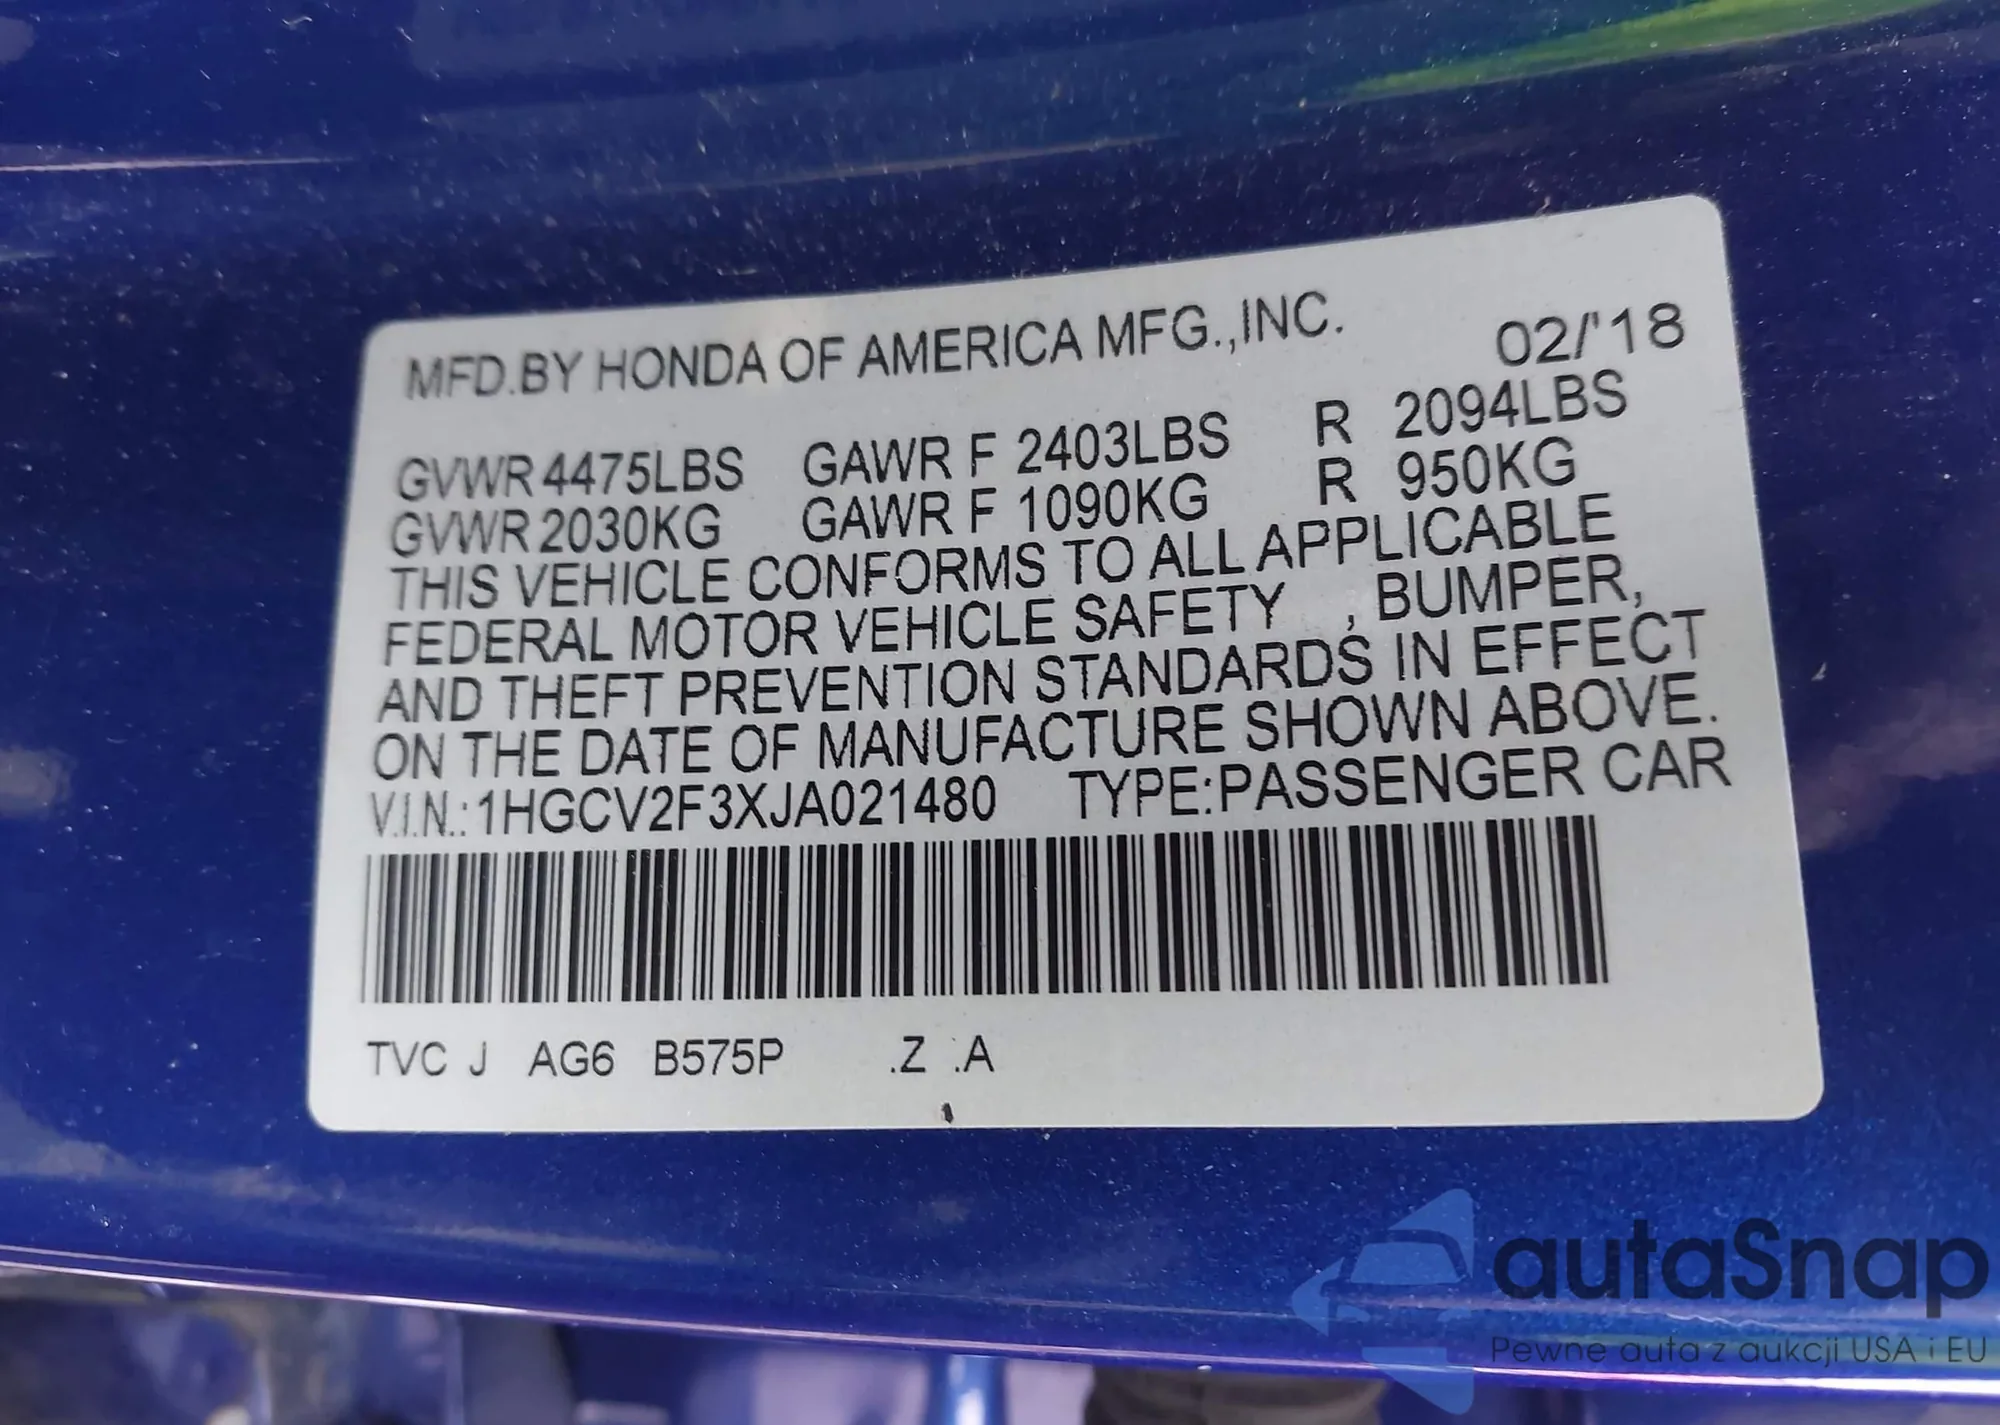 MFD.BY HONDA OF AMERICA MFG.,INC. 02/'18
GVWR 4475LBS GAWR F 2403LBS R 2094LBS
GVWR 2030KG GAWR F 1090KG R 950KG
THIS VEHICLE CONFORMS TO ALL APPLICABLE
FEDERAL MOTOR VEHICLE SAFETY , BUMPER,
AND THEFT PREVENTION STANDARDS IN EFFECT
ON THE DATE OF MANUFACTURE SHOWN ABOVE.
V.I.N.: 1HGCV2F3XJA021480 TYPE:PASSENGER CAR
TVC J AG6 B575P .Z .A
autaSnap
Pewne auta z aukcji USA i EU